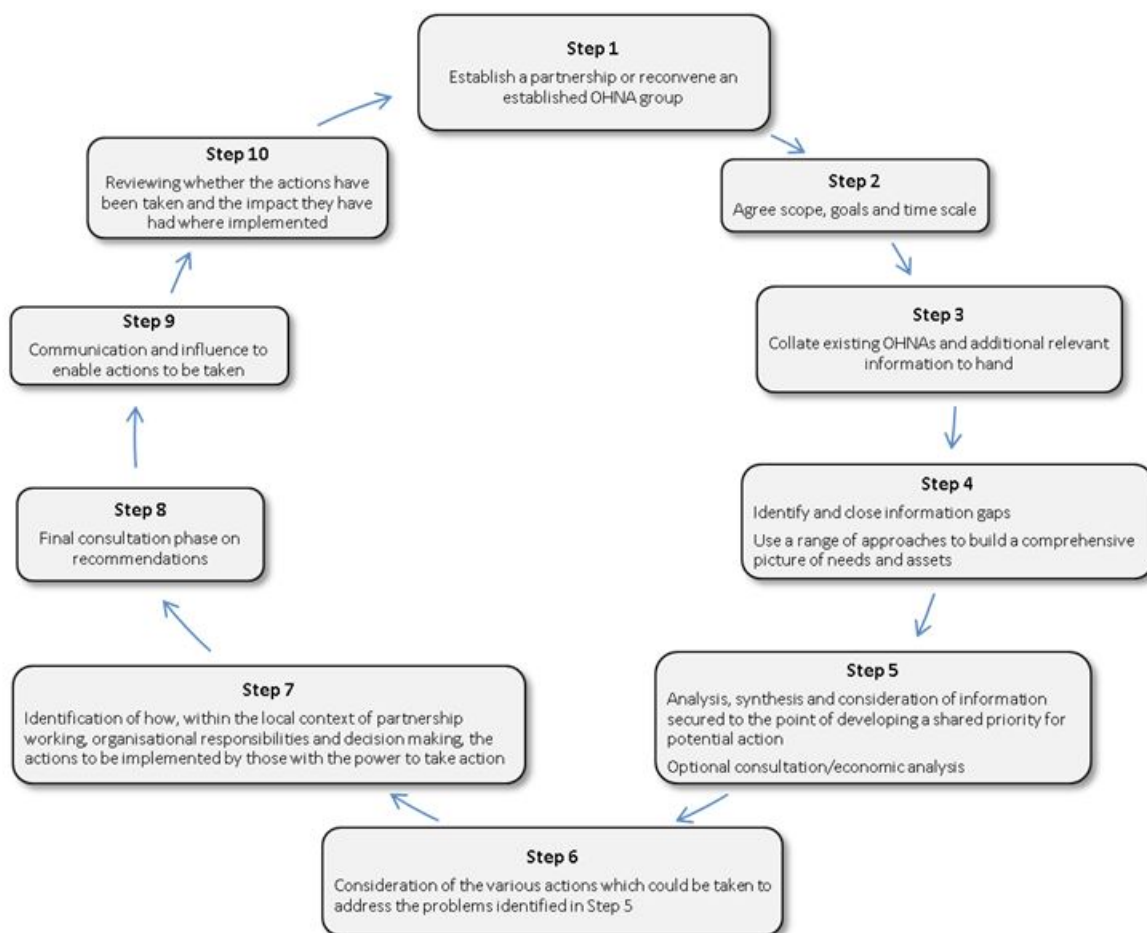 Step 1
Establish a partnership or reconvene an
established OHNA group
Step 2
Agree scope, goals and time scale
Step 3
Collate existing OHNAs and additional relevant
information to hand
Step 4
Identify and close information gaps
Use a range of approaches to build a comprehensive
picture of needs and assets
Step 5
Analysis, synthesis and consideration of information
secured to the point of developing a shared priority for
potential action
Optional consultation/economic analysis
Step 6
Consideration of the various actions which could be taken to
address the problems identified in Step 5
Step 7
Identification of how, within the local context of partnership
working, organisational responsibilities and decision making, the
actions to be implemented by those with the power to take action
Step 8
Final consultation phase on
recommendations
Step 9
Communication and influence to
enable actions to be taken
Step 10
Reviewing whether the actions have
been taken and the impact they have
had where implemented